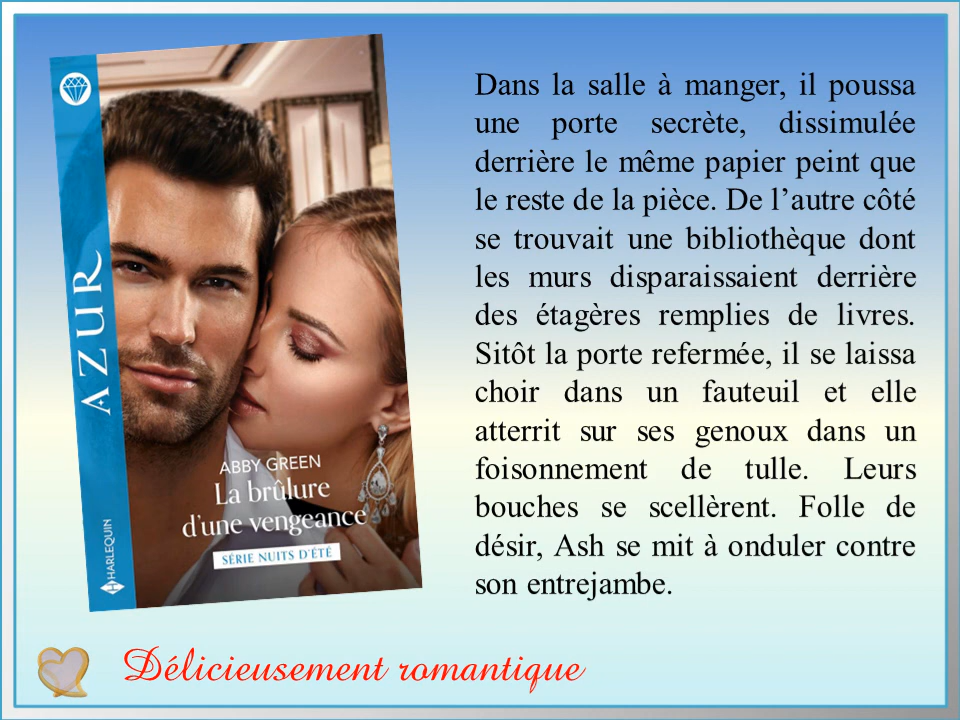 AZUR
HARLEQUIN
ABBY GREEN
La brûlure
d'une vengeance
SÉRIE NUITS D'ÉTÉ
Dans la salle à manger, il poussa
une porte secrète, dissimulée
derrière le même papier peint que
le reste de la pièce. De l’autre côté
se trouvait une bibliothèque dont
les murs disparaissaient derrière
des étagères remplies de livres.
Sitôt la porte refermée, il se laissa
choir dans un fauteuil et elle
atterrit sur ses genoux dans un
foisonnement de tulle. Leurs
bouches se scellèrent. Folle de
désir, Ash se mit à onduler contre
son entrejambe.
Délicieusement romantique